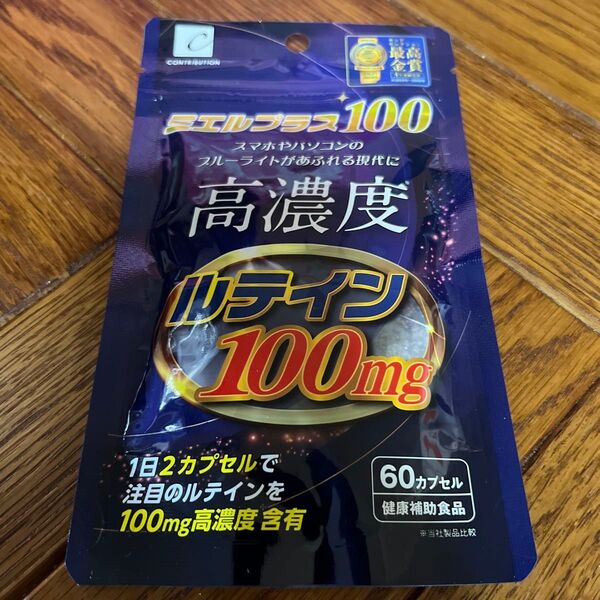 C
CONTRIBUTION
最高
金賞
ミエルプラス100
スマホやパソコンの
ブルーライトがあふれる現代に
高濃度
ルテイン
100mg
1日2カプセルで
注目のルテインを
100mg高濃度含有
60カプセル
健康補助食品
※当社製品比較